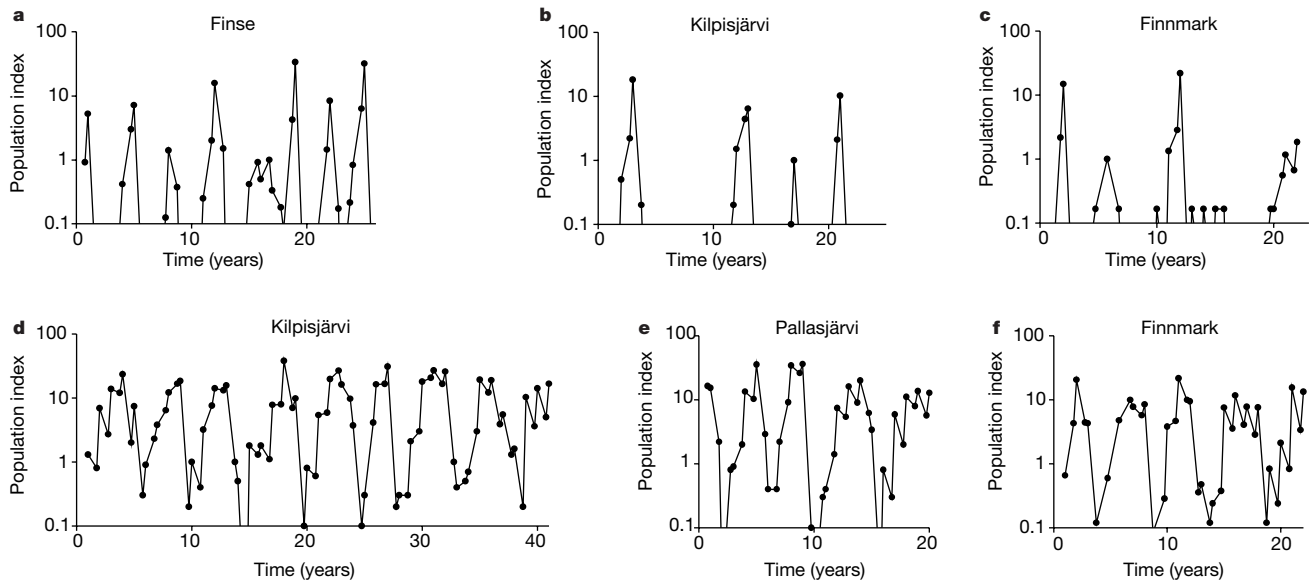 a
Finse
Population index
100
10
1
0.1
0
10
20
Time (years)
b
Kilpisjärvi
Population index
100
10
1
0.1
0
10
20
Time (years)
c
Finnmark
Population index
100
10
1
0.1
0
10
20
Time (years)
d
Kilpisjärvi
Population index
100
10
1
0.1
0
10
20
30
40
Time (years)
e
Pallasjärvi
Population index
100
10
1
0.1
0
10
20
Time (years)
f
Finnmark
Population index
100
10
1
0.1
0
10
20
Time (years)